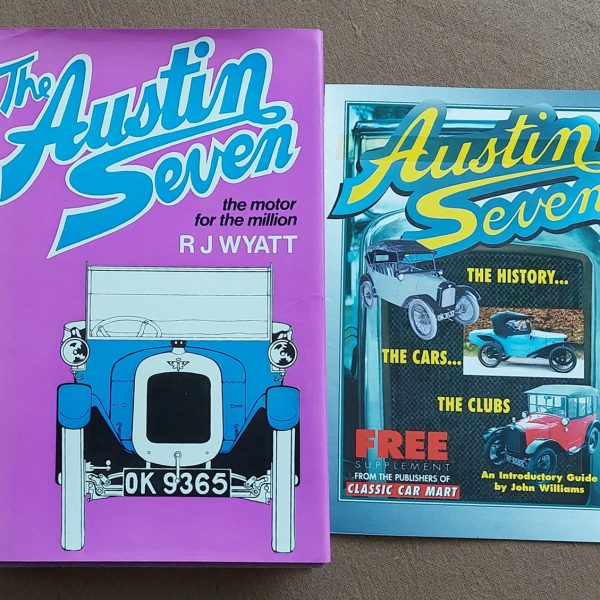 The
Austin
Seven
the motor
for the million
R J WYATT
OK 9365
Austin
Seven
THE HISTORY...
THE CARS...
THE CLUBS
FREE
SUPPLEMENT
FROM THE PUBLISHERS OF
CLASSIC CAR MART
An Introductory Guide
by John Williams